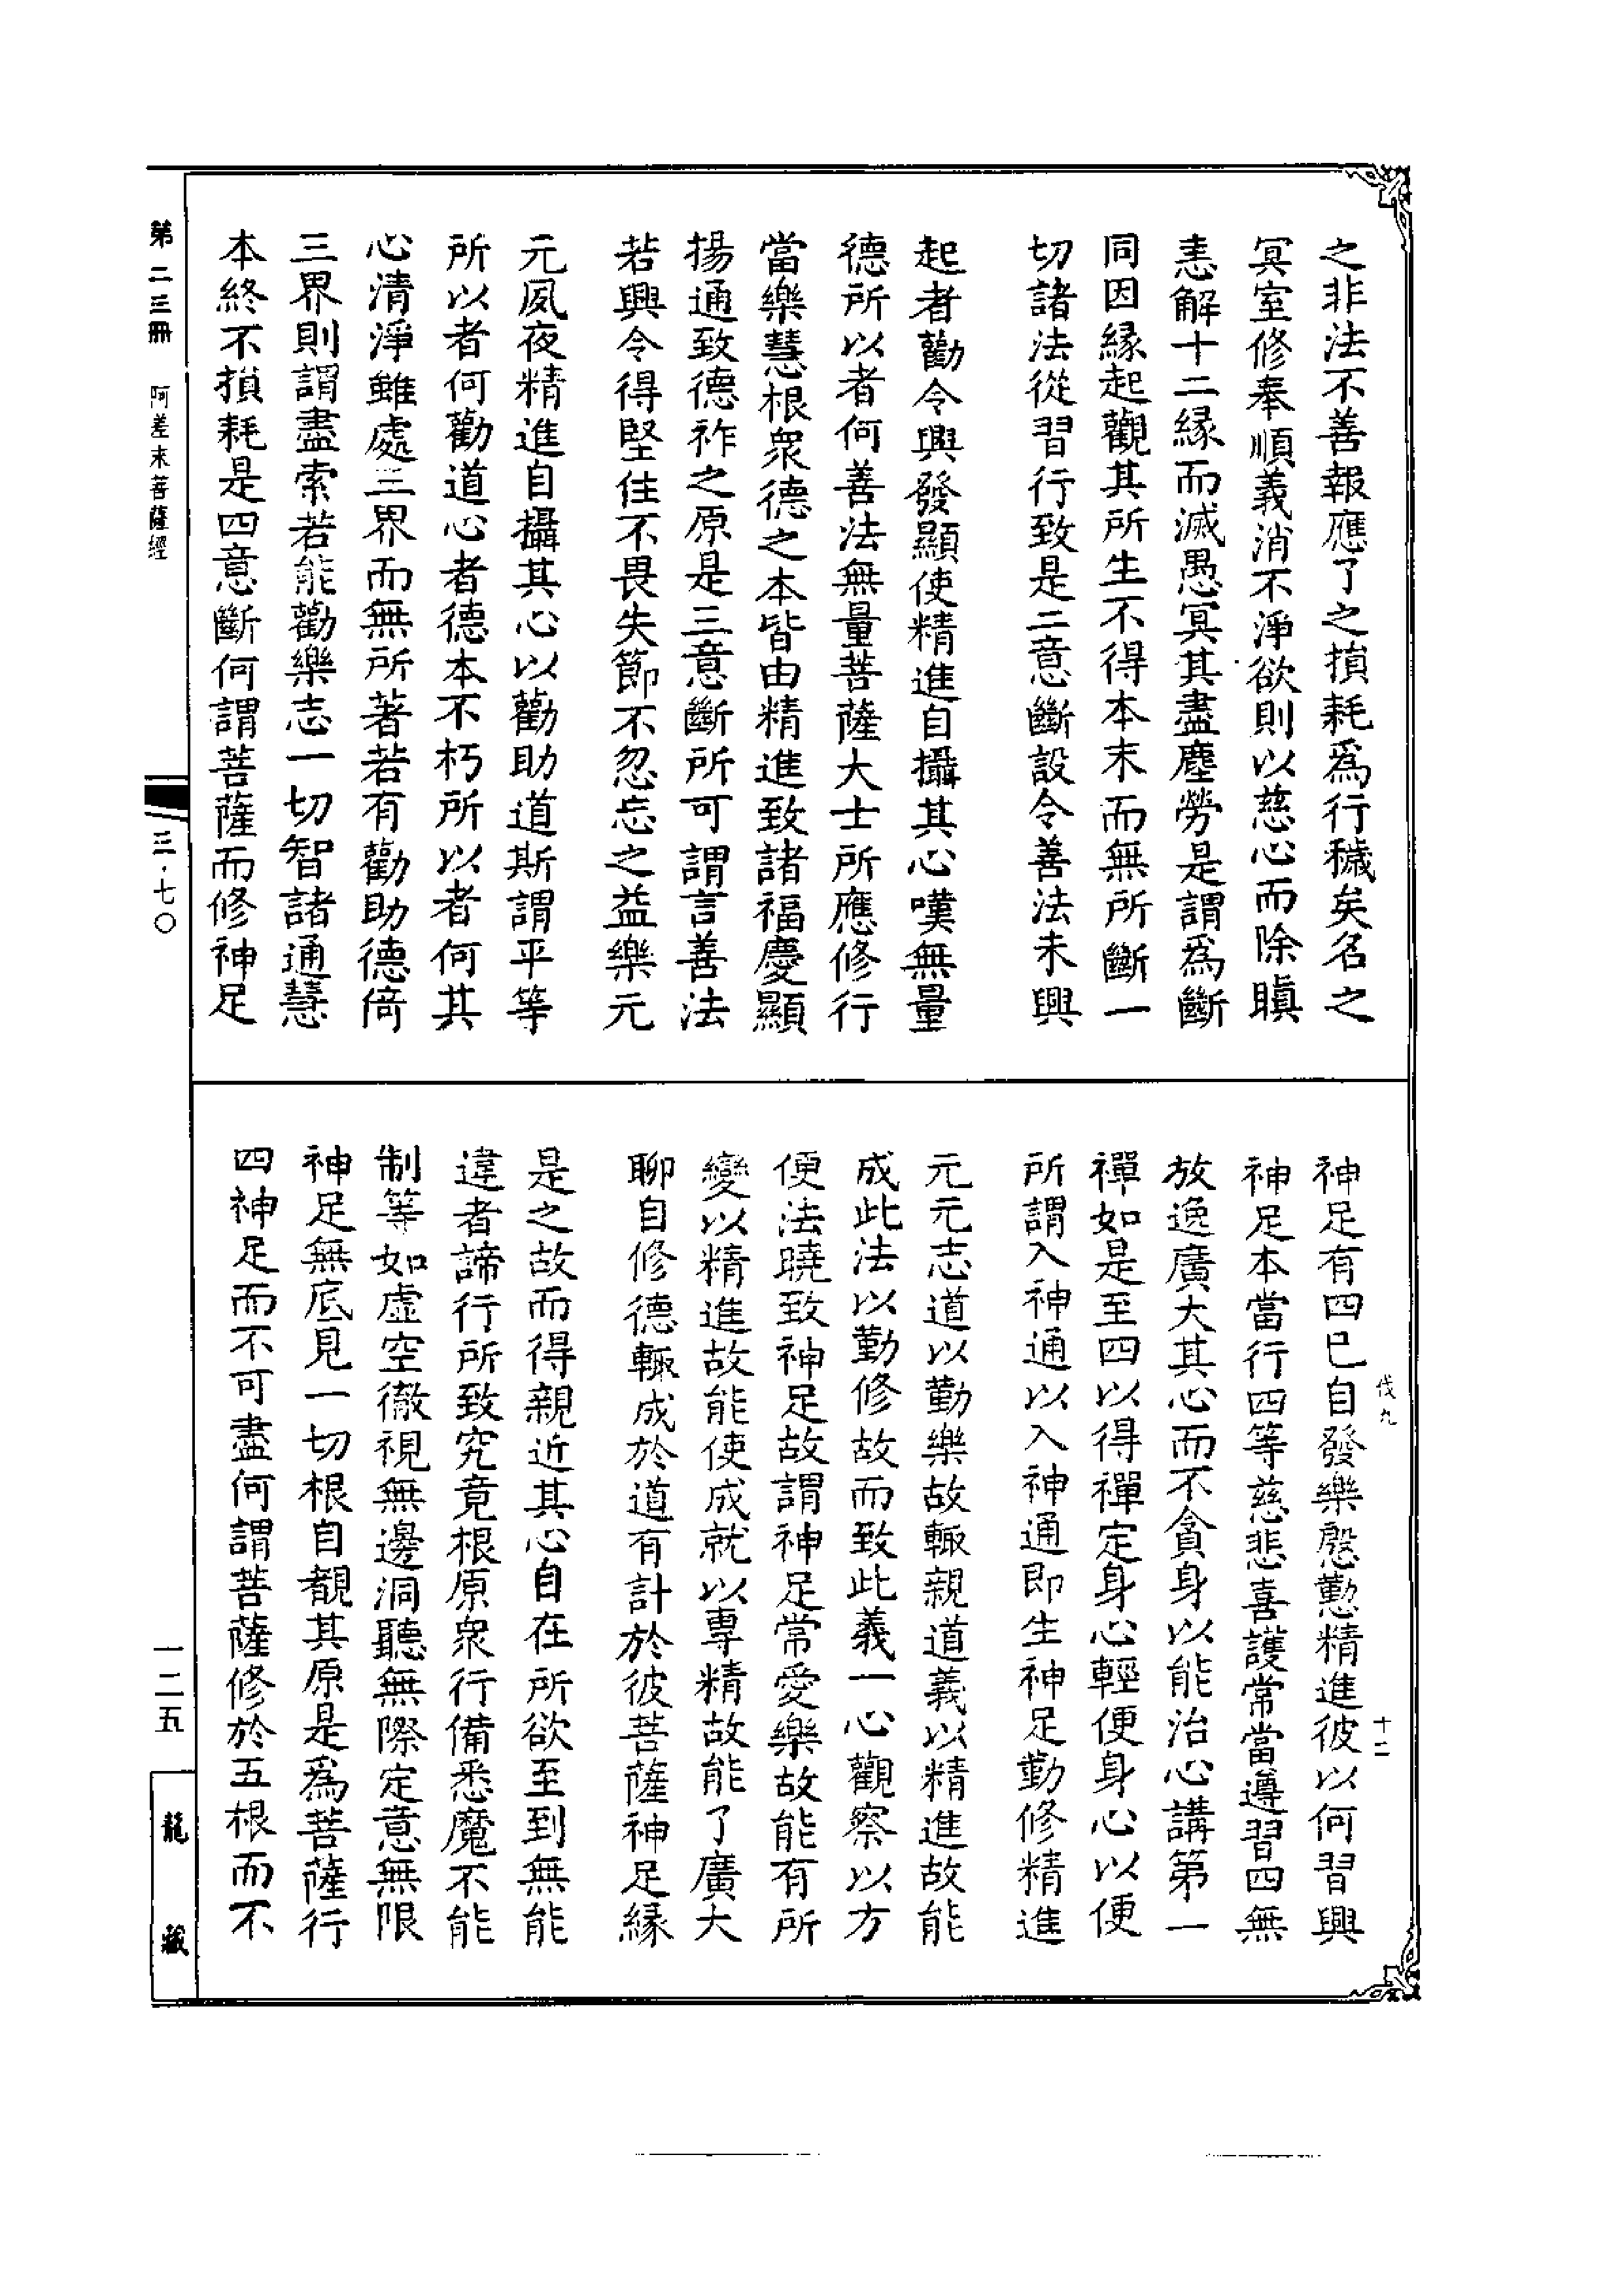 之非法不善報應了之損耗爲行穢矣名之
冥室修奉順義消不淨欲則以慈心而除瞋
恚解十二緣而滅愚冥其盡塵勞是謂爲斷
同因緣起觀其所生不得本末而無所斷一
切諸法從習行致是二意斷設令善法未興
起者勸令興發顯使精進自攝其心嘆無量
德所以者何善法無量菩薩大士所應修行
當樂慧根衆德之本皆由精進致諸福慶顯
揚通致德祚之原是三意斷所可謂言善法
若興令得堅住不畏失節不忽忘之益樂元
元夙夜精進自攝其心以勸助道斯謂平等
所以者何勸道心者德本不朽所以者何其
心清淨雖處三界而無所著若有勸助德倚
三界則謂盡索若能勸樂志一切智諸通慧
本終不損耗是四意斷何謂菩薩而修神足
神足有四已自發樂慇懃精進彼以何習興
神足本當行四等慈悲喜護常當遵習四無
放逸廣大其心而不貪身以能治心講第一
禪如是至四以得禪定身心輕便身心以便
所謂入神通以入神通即生神足勤修精進
元元志道以勤樂故輙親道義以精進故能
成此法以勤修故而致此義一心觀察以方
便法曉致神足故謂神足常愛樂故能有所
變以精進故能使成就以專精故能了廣大
聊自修德輙成於道有計於彼菩薩神足緣
是之故而得親近其心自在所欲至到無能
違者諦行所致究竟根原衆行備悉魔不能
制等如虛空徹視無邊洞聽無際定意無限
神足無底見一切根自覩其原是爲菩薩行
四神足而不可盡何謂菩薩修於五根而不
伐九
十二
第二三冊
阿差末菩薩經
三·七〇
一二五
龍藏